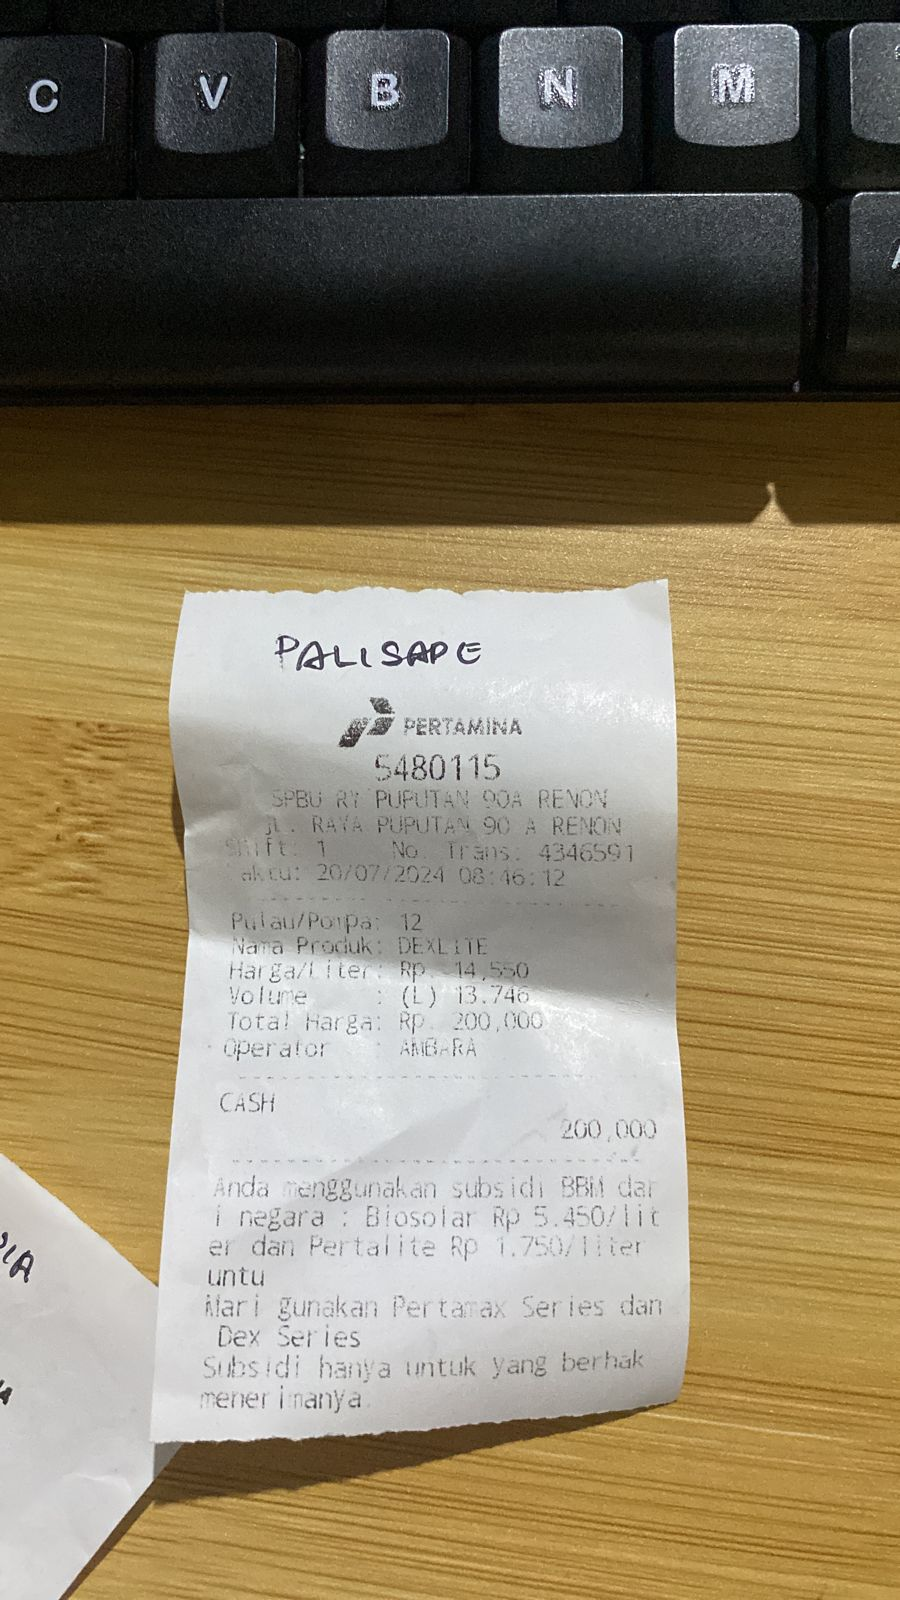 C V B N M
PALISADE
PERTAMINA
5480115
SPBU RY PUPUTAN 90A RENON
JL. RAYA PUPUTAN 90 A RENON
Shift: 1 No. Trans: 4346591
aktu: 20/07/2024 08:46:12
Pulau/Pompa: 12
Nama Produk: DEXLITE
Harga/Liter: Rp. 14,550
Volume : (L) 13.746
Total Harga: Rp. 200,000
Operator : AMBARA
CASH
200,000
Anda menggunakan subsidi BBM dar
i negara : Biosolar Rp 5.450/lit
er dan Pertalite Rp 1.750/liter
untu
Mari gunakan Pertamax Series dan
Dex Series
Subsidi hanya untuk yang berhak
menerimanya